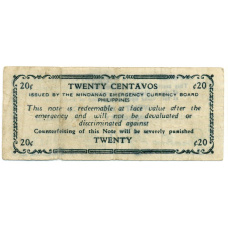 20¢ TWENTY CENTAVOS ¢20
ISSUED BY THE MINDANAO EMERGENCY CURRENCY BOARD
PHILIPPINES
This note is redeemable at face value after the
emergency and will not be devaluated or
discriminated against
Counterfeiting of this Note will be severely punished
20¢ TWENTY ¢20